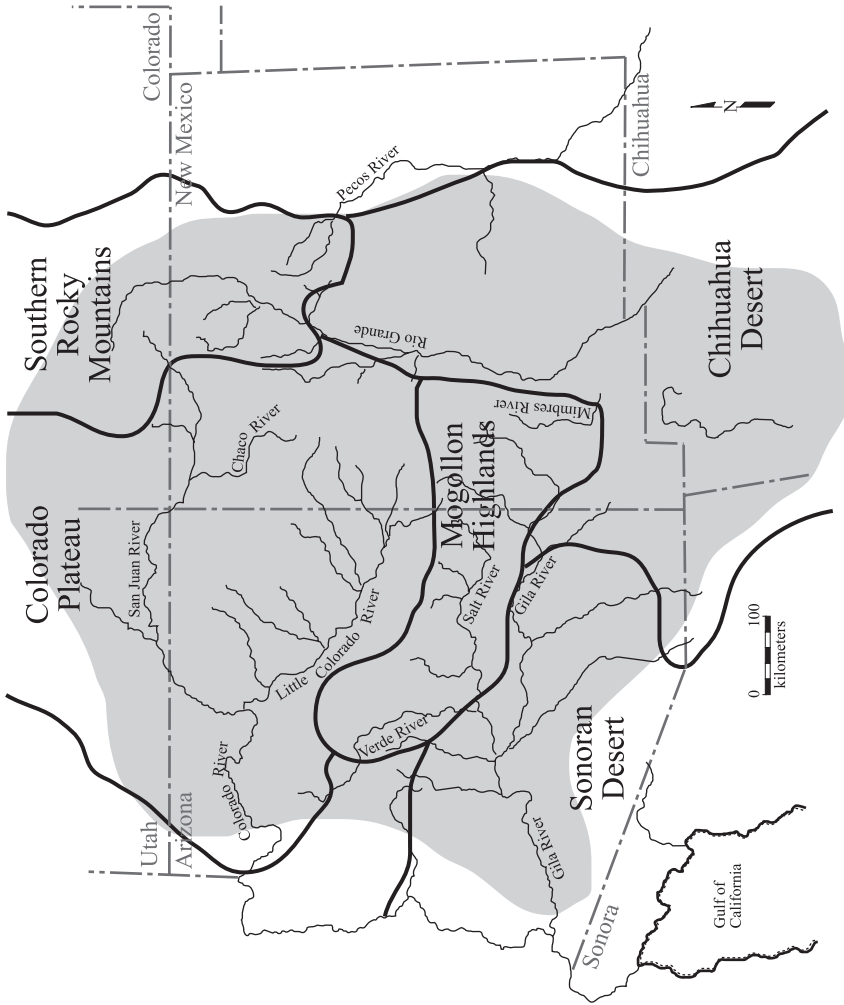 Colorado
New Mexico
Southern
Rocky
Mountains
Pecos River
Chihuahua
N
Rio Grande
Chihuahua
Desert
Chaco River
Mimbres River
Mogollon
Highlands
Colorado
Plateau
San Juan River
Little Colorado River
Salt River
Gila River
Verde River
Colorado River
Utah
Arizona
Sonoran
Desert
Gila River
Sonora
Gulf of
California
0 100
kilometers